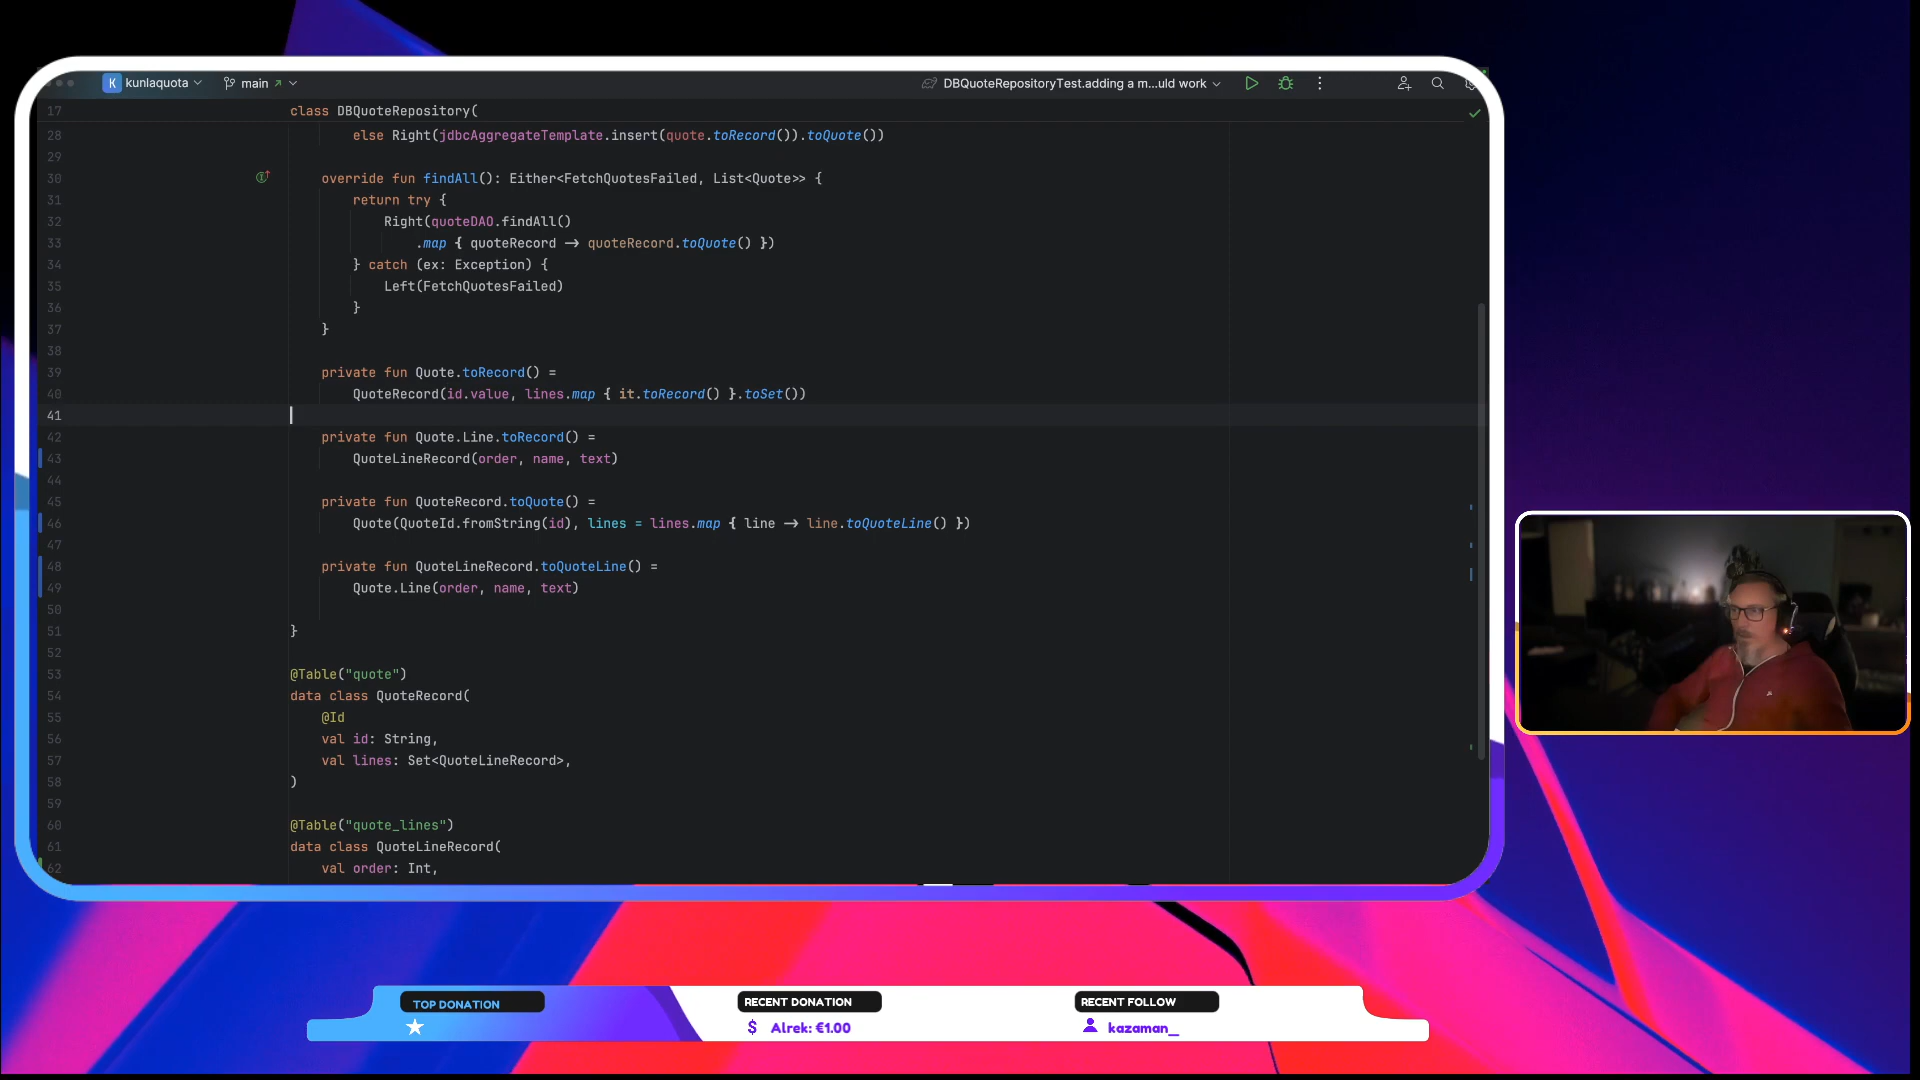 K kunlaquota main DBQuoteRepositoryTest.adding a m...uld work
17 class DBQuoteRepository(
28 else Right(jdbcAggregateTemplate.insert(quote.toRecord()).toQuote())
29
30 override fun findAll(): Either<FetchQuotesFailed, List<Quote>> {
31 return try {
32 Right(quoteDAO.findAll()
33 .map { quoteRecord → quoteRecord.toQuote() })
34 } catch (ex: Exception) {
35 Left(FetchQuotesFailed)
36 }
37 }
38
39 private fun Quote.toRecord() =
40 QuoteRecord(id.value, lines.map { it.toRecord() }.toSet())
41
42 private fun Quote.Line.toRecord() =
43 QuoteLineRecord(order, name, text)
44
45 private fun QuoteRecord.toQuote() =
46 Quote(QuoteId.fromString(id), lines = lines.map { line → line.toQuoteLine() })
47
48 private fun QuoteLineRecord.toQuoteLine() =
49 Quote.Line(order, name, text)
50
51 }
52
53 @Table("quote")
54 data class QuoteRecord(
55 @Id
56 val id: String,
57 val lines: Set<QuoteLineRecord>,
58 )
59
60 @Table("quote_lines")
61 data class QuoteLineRecord(
62 val order: Int,
TOP DONATION
RECENT DONATION
$ Alrek: €1.00
RECENT FOLLOW
kazaman__